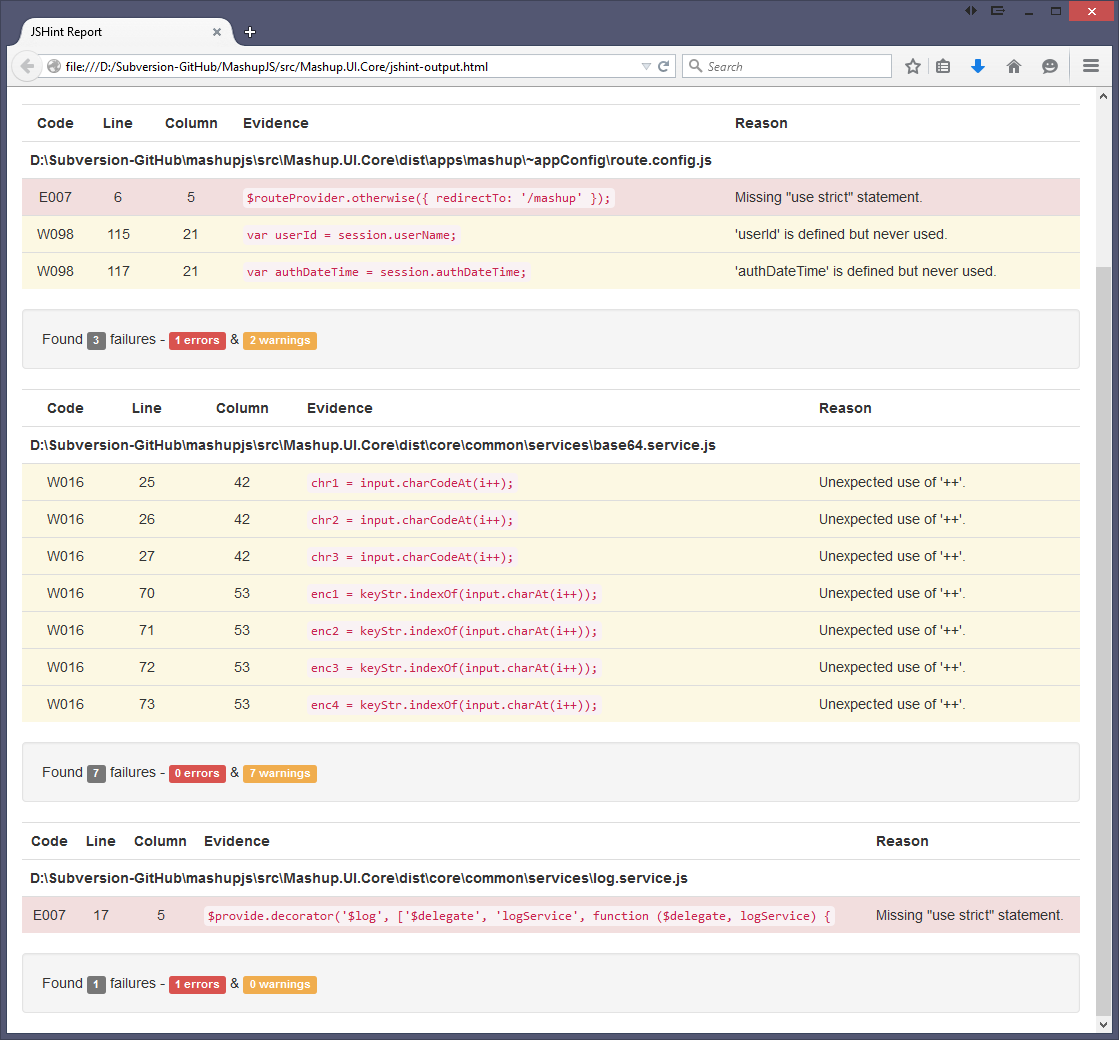 JSHint Report
file:///D:/Subversion-GitHub/MashupJS/src/Mashup.UI.Core/jshint-output.html Search
Code Line Column Evidence Reason
D:\Subversion-GitHub\mashupjs\src\Mashup.UI.Core\dist\apps\mashup\~appConfig\route.config.js
E007 6 5 $routeProvider.otherwise({ redirectTo: '/mashup' }); Missing "use strict" statement.
W098 115 21 var userId = session.userName; 'userId' is defined but never used.
W098 117 21 var authDateTime = session.authDateTime; 'authDateTime' is defined but never used.
Found 3 failures - 1 errors & 2 warnings
Code Line Column Evidence Reason
D:\Subversion-GitHub\mashupjs\src\Mashup.UI.Core\dist\core\common\services\base64.service.js
W016 25 42 chr1 = input.charCodeAt(i++); Unexpected use of '++'.
W016 26 42 chr2 = input.charCodeAt(i++); Unexpected use of '++'.
W016 27 42 chr3 = input.charCodeAt(i++); Unexpected use of '++'.
W016 70 53 enc1 = keyStr.indexOf(input.charAt(i++)); Unexpected use of '++'.
W016 71 53 enc2 = keyStr.indexOf(input.charAt(i++)); Unexpected use of '++'.
W016 72 53 enc3 = keyStr.indexOf(input.charAt(i++)); Unexpected use of '++'.
W016 73 53 enc4 = keyStr.indexOf(input.charAt(i++)); Unexpected use of '++'.
Found 7 failures - 0 errors & 7 warnings
Code Line Column Evidence Reason
D:\Subversion-GitHub\mashupjs\src\Mashup.UI.Core\dist\core\common\services\log.service.js
E007 17 5 $provide.decorator('$log', ['$delegate', 'logService', function ($delegate, logService) { Missing "use strict" statement.
Found 1 failures - 1 errors & 0 warnings